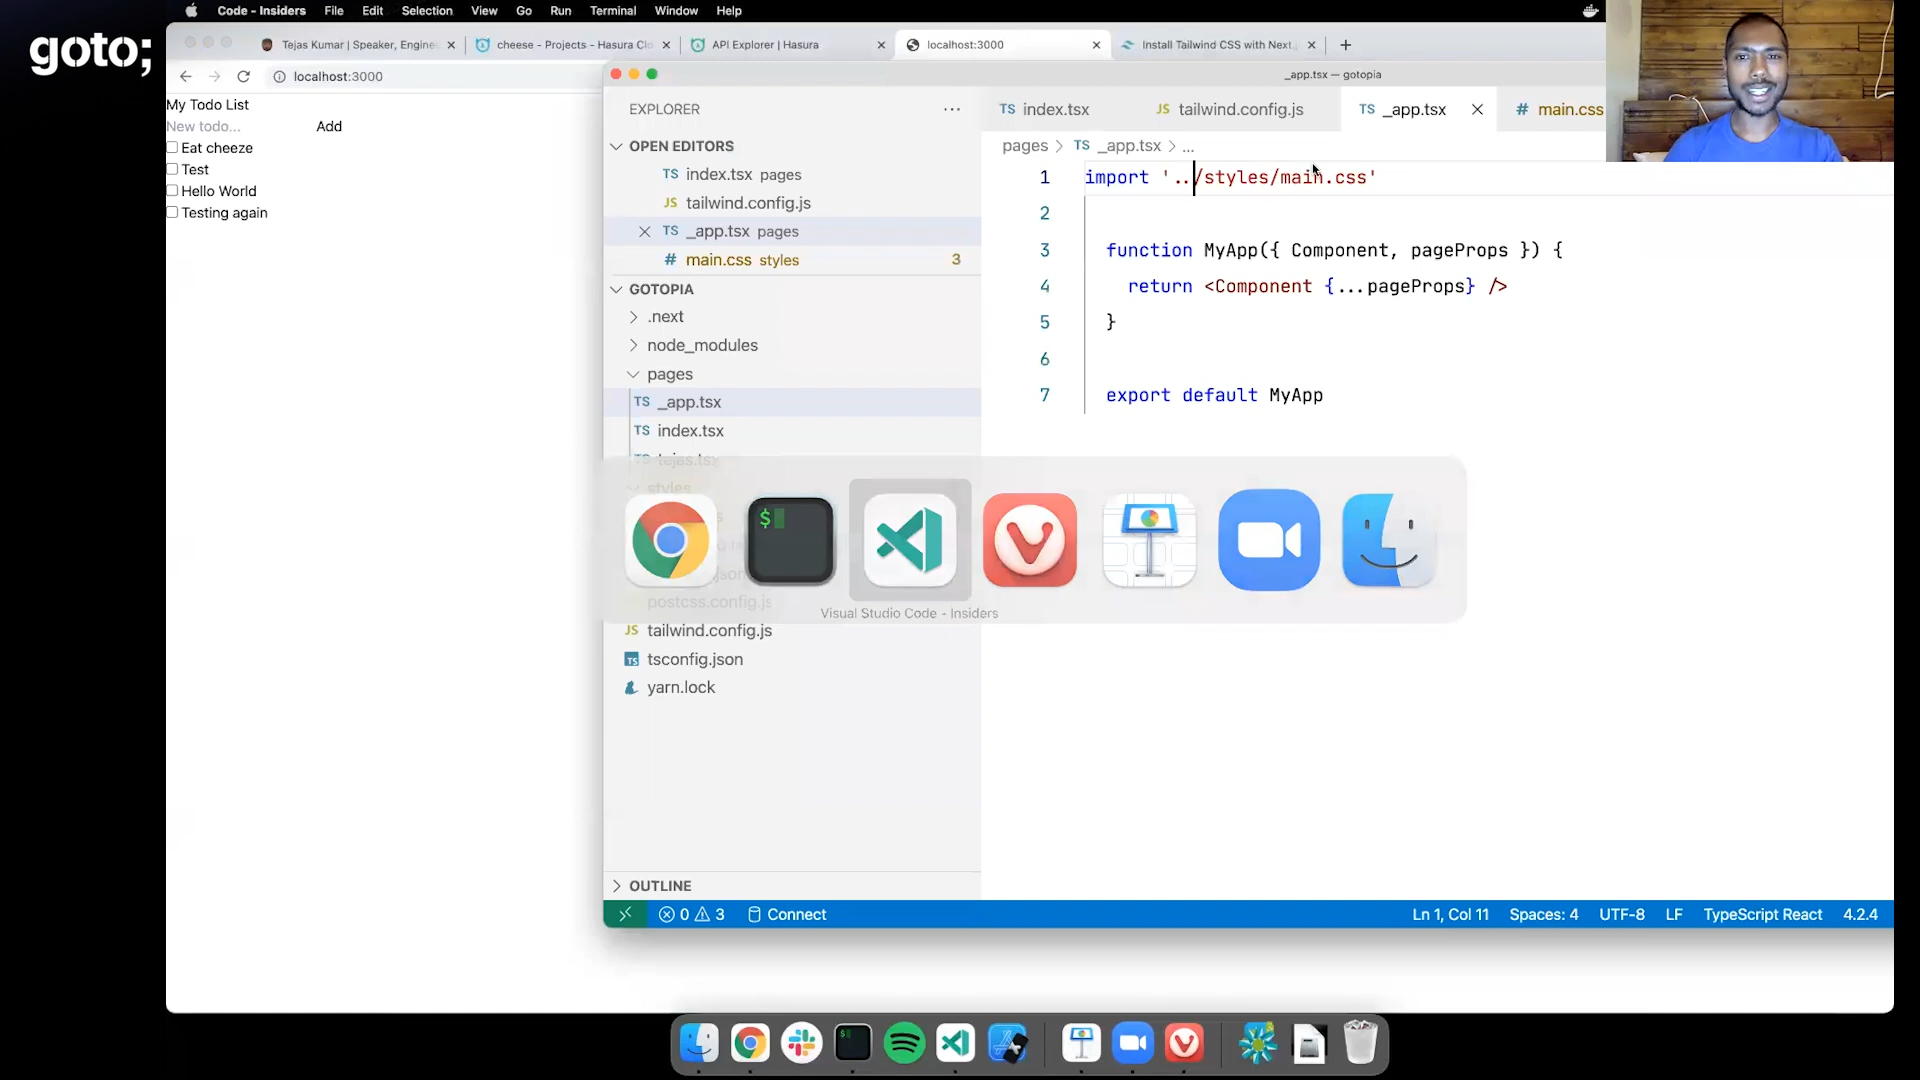 goto;
Code - Insiders File Edit Selection View Go Run Terminal Window Help
Tejas Kumar | Speaker, Engine
cheese - Projects - Hasura Clo
API Explorer | Hasura
localhost:3000
Install Tailwind CSS with Next.
localhost:3000
My Todo List
New todo... Add
Eat cheeze
Test
Hello World
Testing again
_app.tsx — gotopia
EXPLORER
OPEN EDITORS
TS index.tsx pages
JS tailwind.config.js
TS _app.tsx pages
# main.css styles 3
GOTOPIA
.next
node_modules
pages
TS _app.tsx
TS index.tsx
TS tejas.tsx
styles
postcss.config.js
JS tailwind.config.js
TS tsconfig.json
yarn.lock
OUTLINE
TS index.tsx
JS tailwind.config.js
TS _app.tsx
# main.css
pages > TS _app.tsx > ...
1 import '../styles/main.css'
2
3 function MyApp({ Component, pageProps }) {
4 return <Component {...pageProps} />
5 }
6
7 export default MyApp
$
Visual Studio Code - Insiders
0 3 Connect
Ln 1, Col 11 Spaces: 4 UTF-8 LF TypeScript React 4.2.4